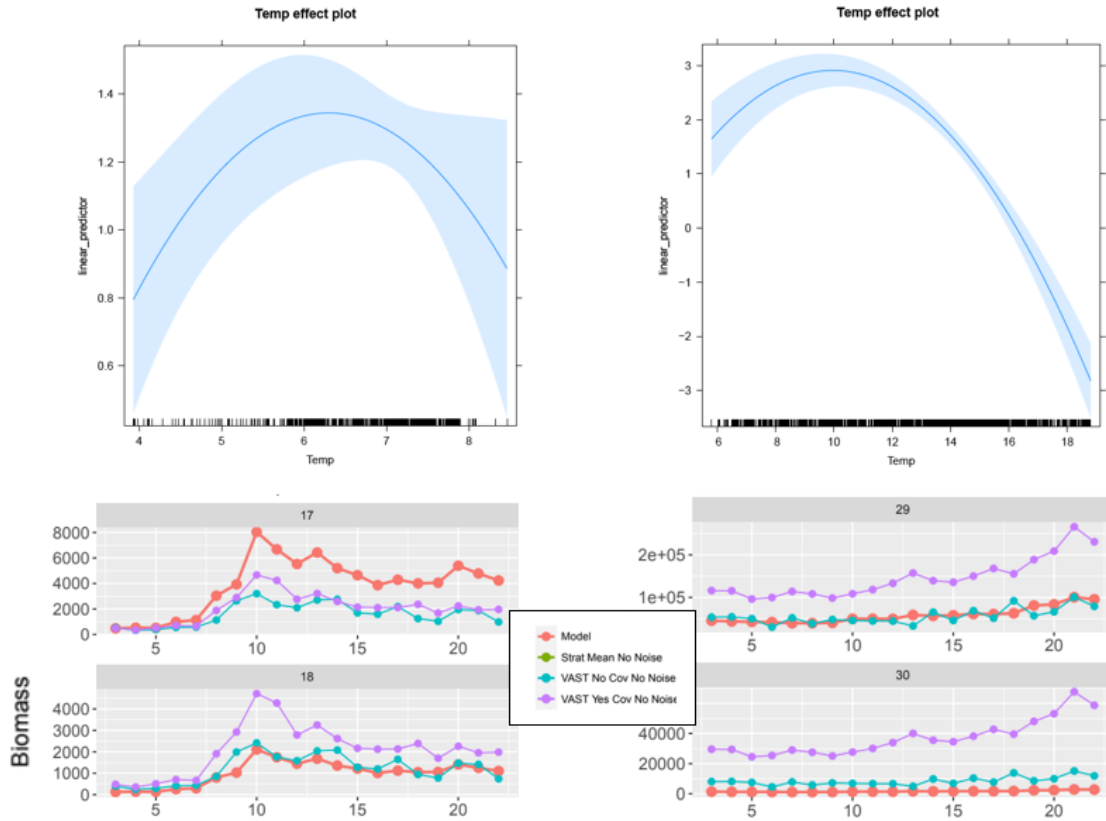 Temp effect plot
1.4
1.2
1.0
0.8
0.6
linear_predictor
4 5 6 7 8
Temp
Temp effect plot
3
2
1
0
−1
−2
−3
linear_predictor
6 8 10 12 14 16 18
Temp
Biomass
17
8000
6000
4000
2000
0
5 10 15 20
18
4000
3000
2000
1000
0
5 10 15 20
Model
Strat Mean No Noise
VAST No Cov No Noise
VAST Yes Cov No Noise
29
2e+05
1e+05
5 10 15 20
30
40000
20000
0
5 10 15 20